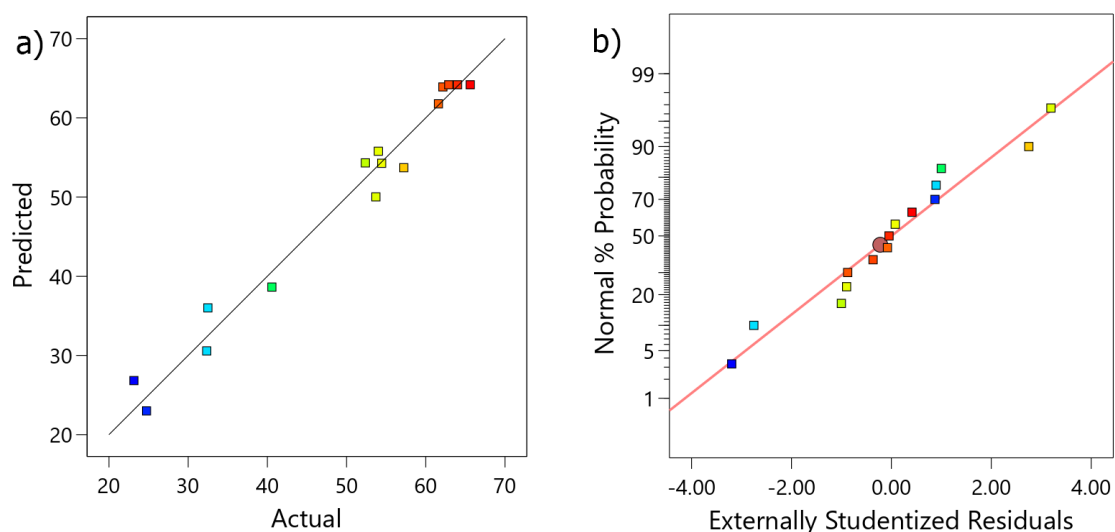 a)
70
60
50
40
30
20
Predicted
20 30 40 50 60 70
Actual
b)
99
90
70
50
20
5
1
Normal % Probability
-4.00 -2.00 0.00 2.00 4.00
Externally Studentized Residuals